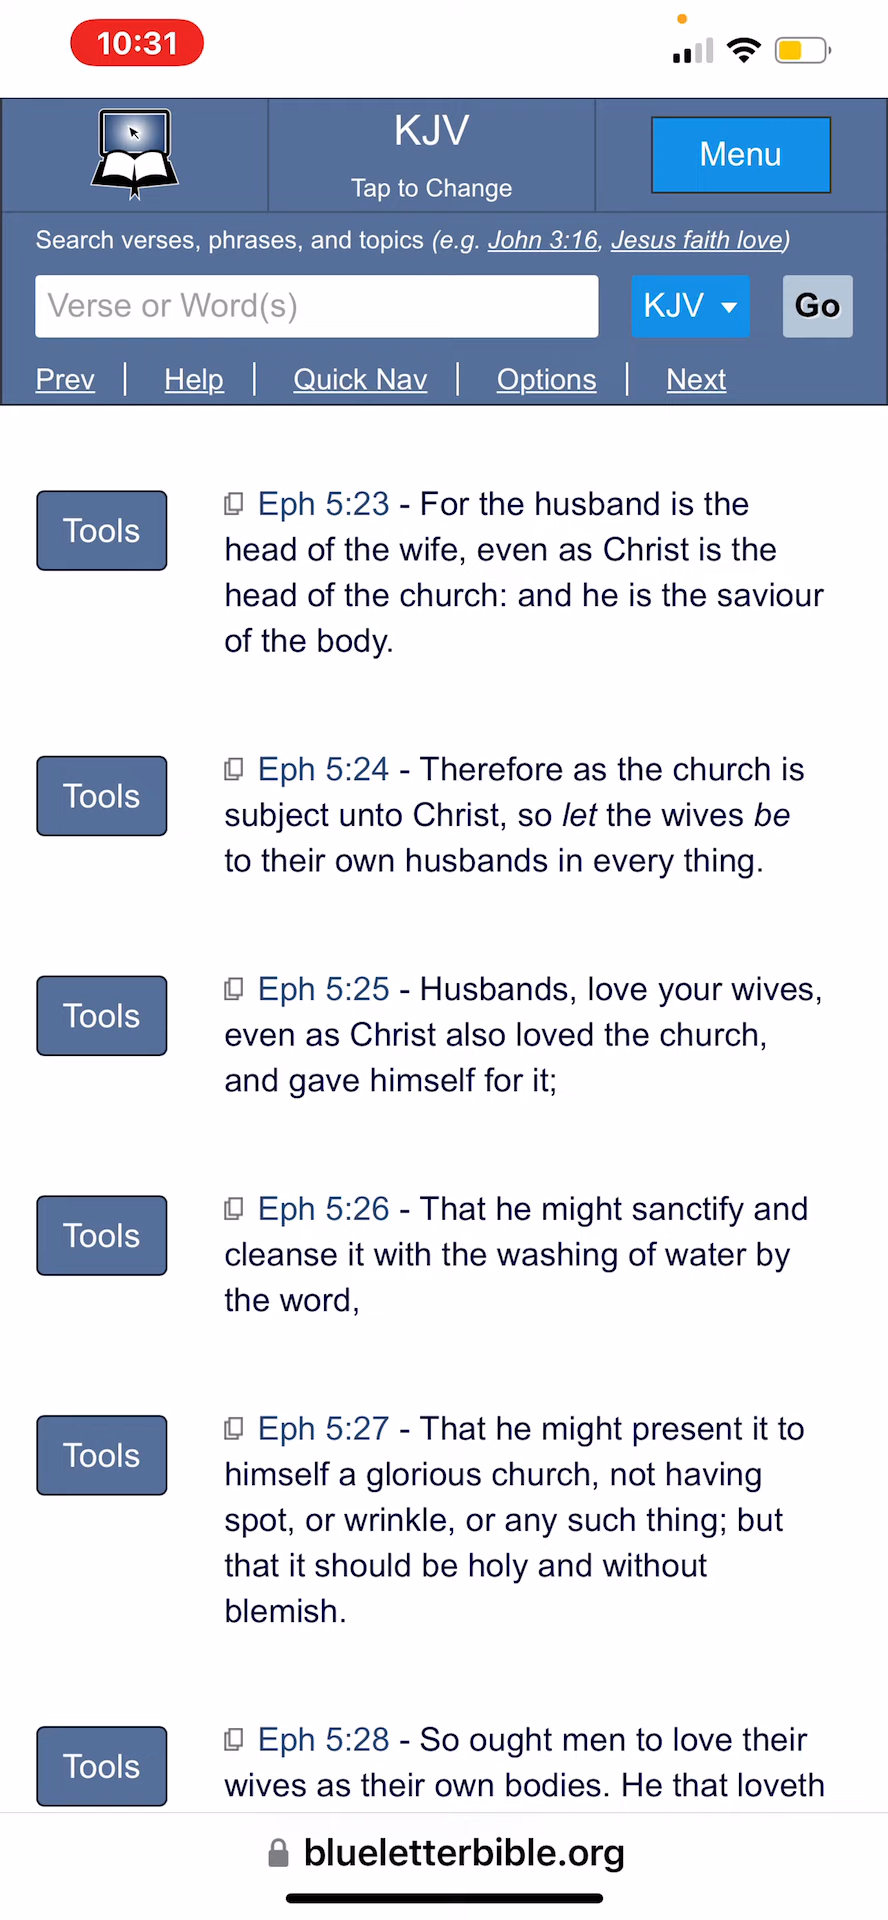 10:31
KJV
Tap to Change
Menu
Search verses, phrases, and topics (e.g. John 3:16, Jesus faith love)
Verse or Word(s)
KJV
Go
Prev | Help | Quick Nav | Options | Next
Tools
Eph 5:23 - For the husband is the
head of the wife, even as Christ is the
head of the church: and he is the saviour
of the body.
Tools
Eph 5:24 - Therefore as the church is
subject unto Christ, so let the wives be
to their own husbands in every thing.
Tools
Eph 5:25 - Husbands, love your wives,
even as Christ also loved the church,
and gave himself for it;
Tools
Eph 5:26 - That he might sanctify and
cleanse it with the washing of water by
the word,
Tools
Eph 5:27 - That he might present it to
himself a glorious church, not having
spot, or wrinkle, or any such thing; but
that it should be holy and without
blemish.
Tools
Eph 5:28 - So ought men to love their
wives as their own bodies. He that loveth
blueletterbible.org